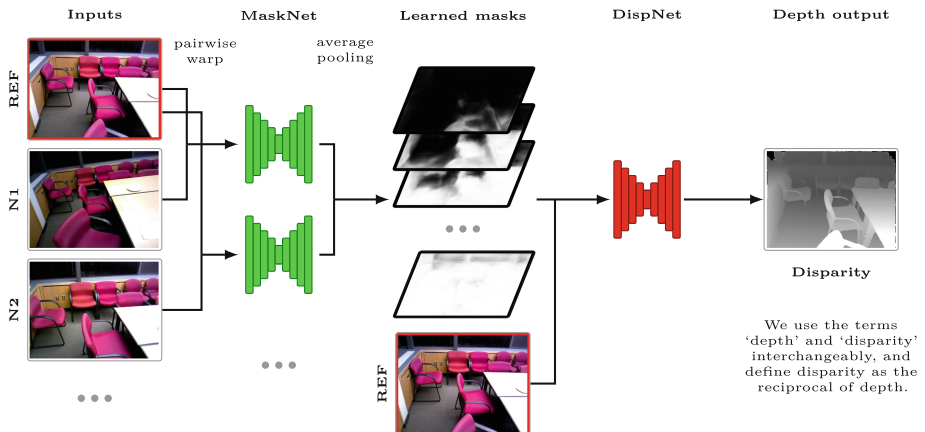 Inputs
MaskNet
Learned masks
DispNet
Depth output
pairwise
warp
average
pooling
REF
N1
N2
REF
Disparity
We use the terms
‘depth’ and ‘disparity’
interchangeably, and
define disparity as the
reciprocal of depth.